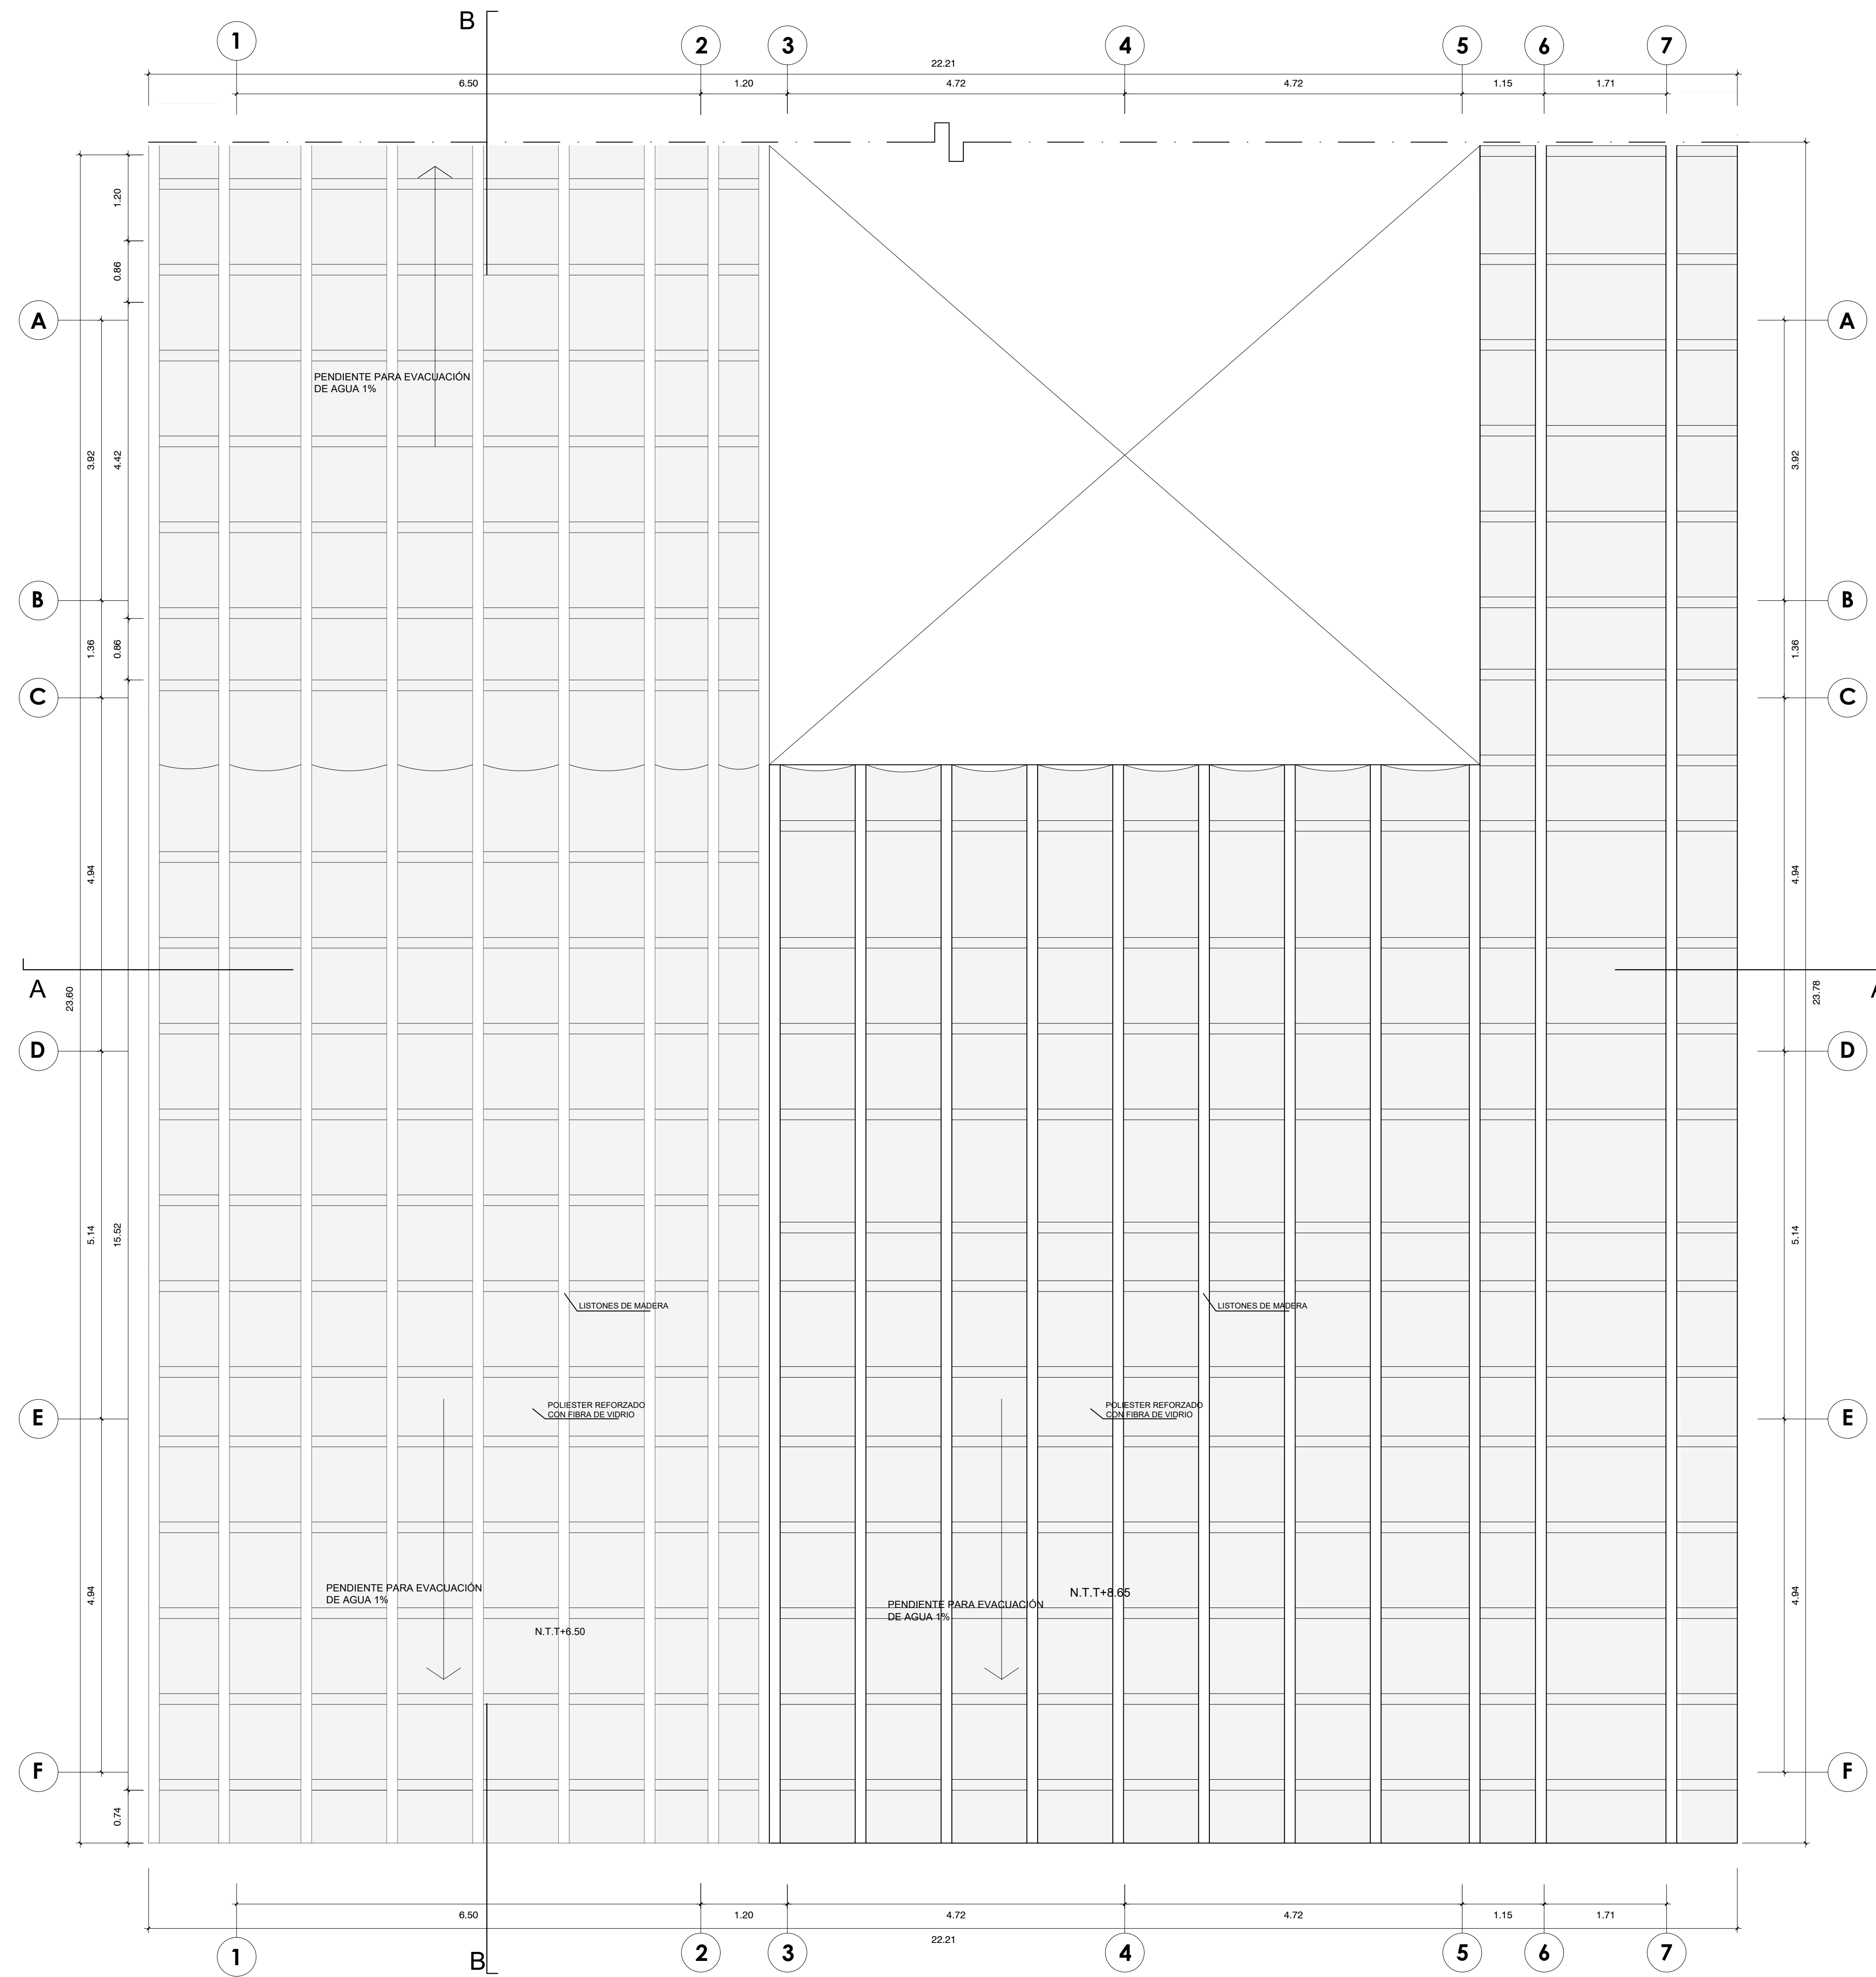 B
1
2
3
4
5
6
7
22.21
6.50
1.20
4.72
4.72
1.15
1.71
1.20
0.86
A
A
PENDIENTE PARA EVACUACIÓN
DE AGUA 1%
3.92
4.42
3.92
B
B
1.36
0.86
1.36
C
C
4.94
4.94
A
A
23.60
23.78
D
D
5.14
15.52
5.14
LISTONES DE MADERA
LISTONES DE MADERA
POLIESTER REFORZADO
CON FIBRA DE VIDRIO
POLIESTER REFORZADO
CON FIBRA DE VIDRIO
E
E
4.94
4.94
PENDIENTE PARA EVACUACIÓN
DE AGUA 1%
N.T.T+8.65
PENDIENTE PARA EVACUACIÓN
DE AGUA 1%
N.T.T+6.50
F
F
0.74
6.50
1.20
4.72
4.72
1.15
1.71
22.21
B
1
2
3
4
5
6
7